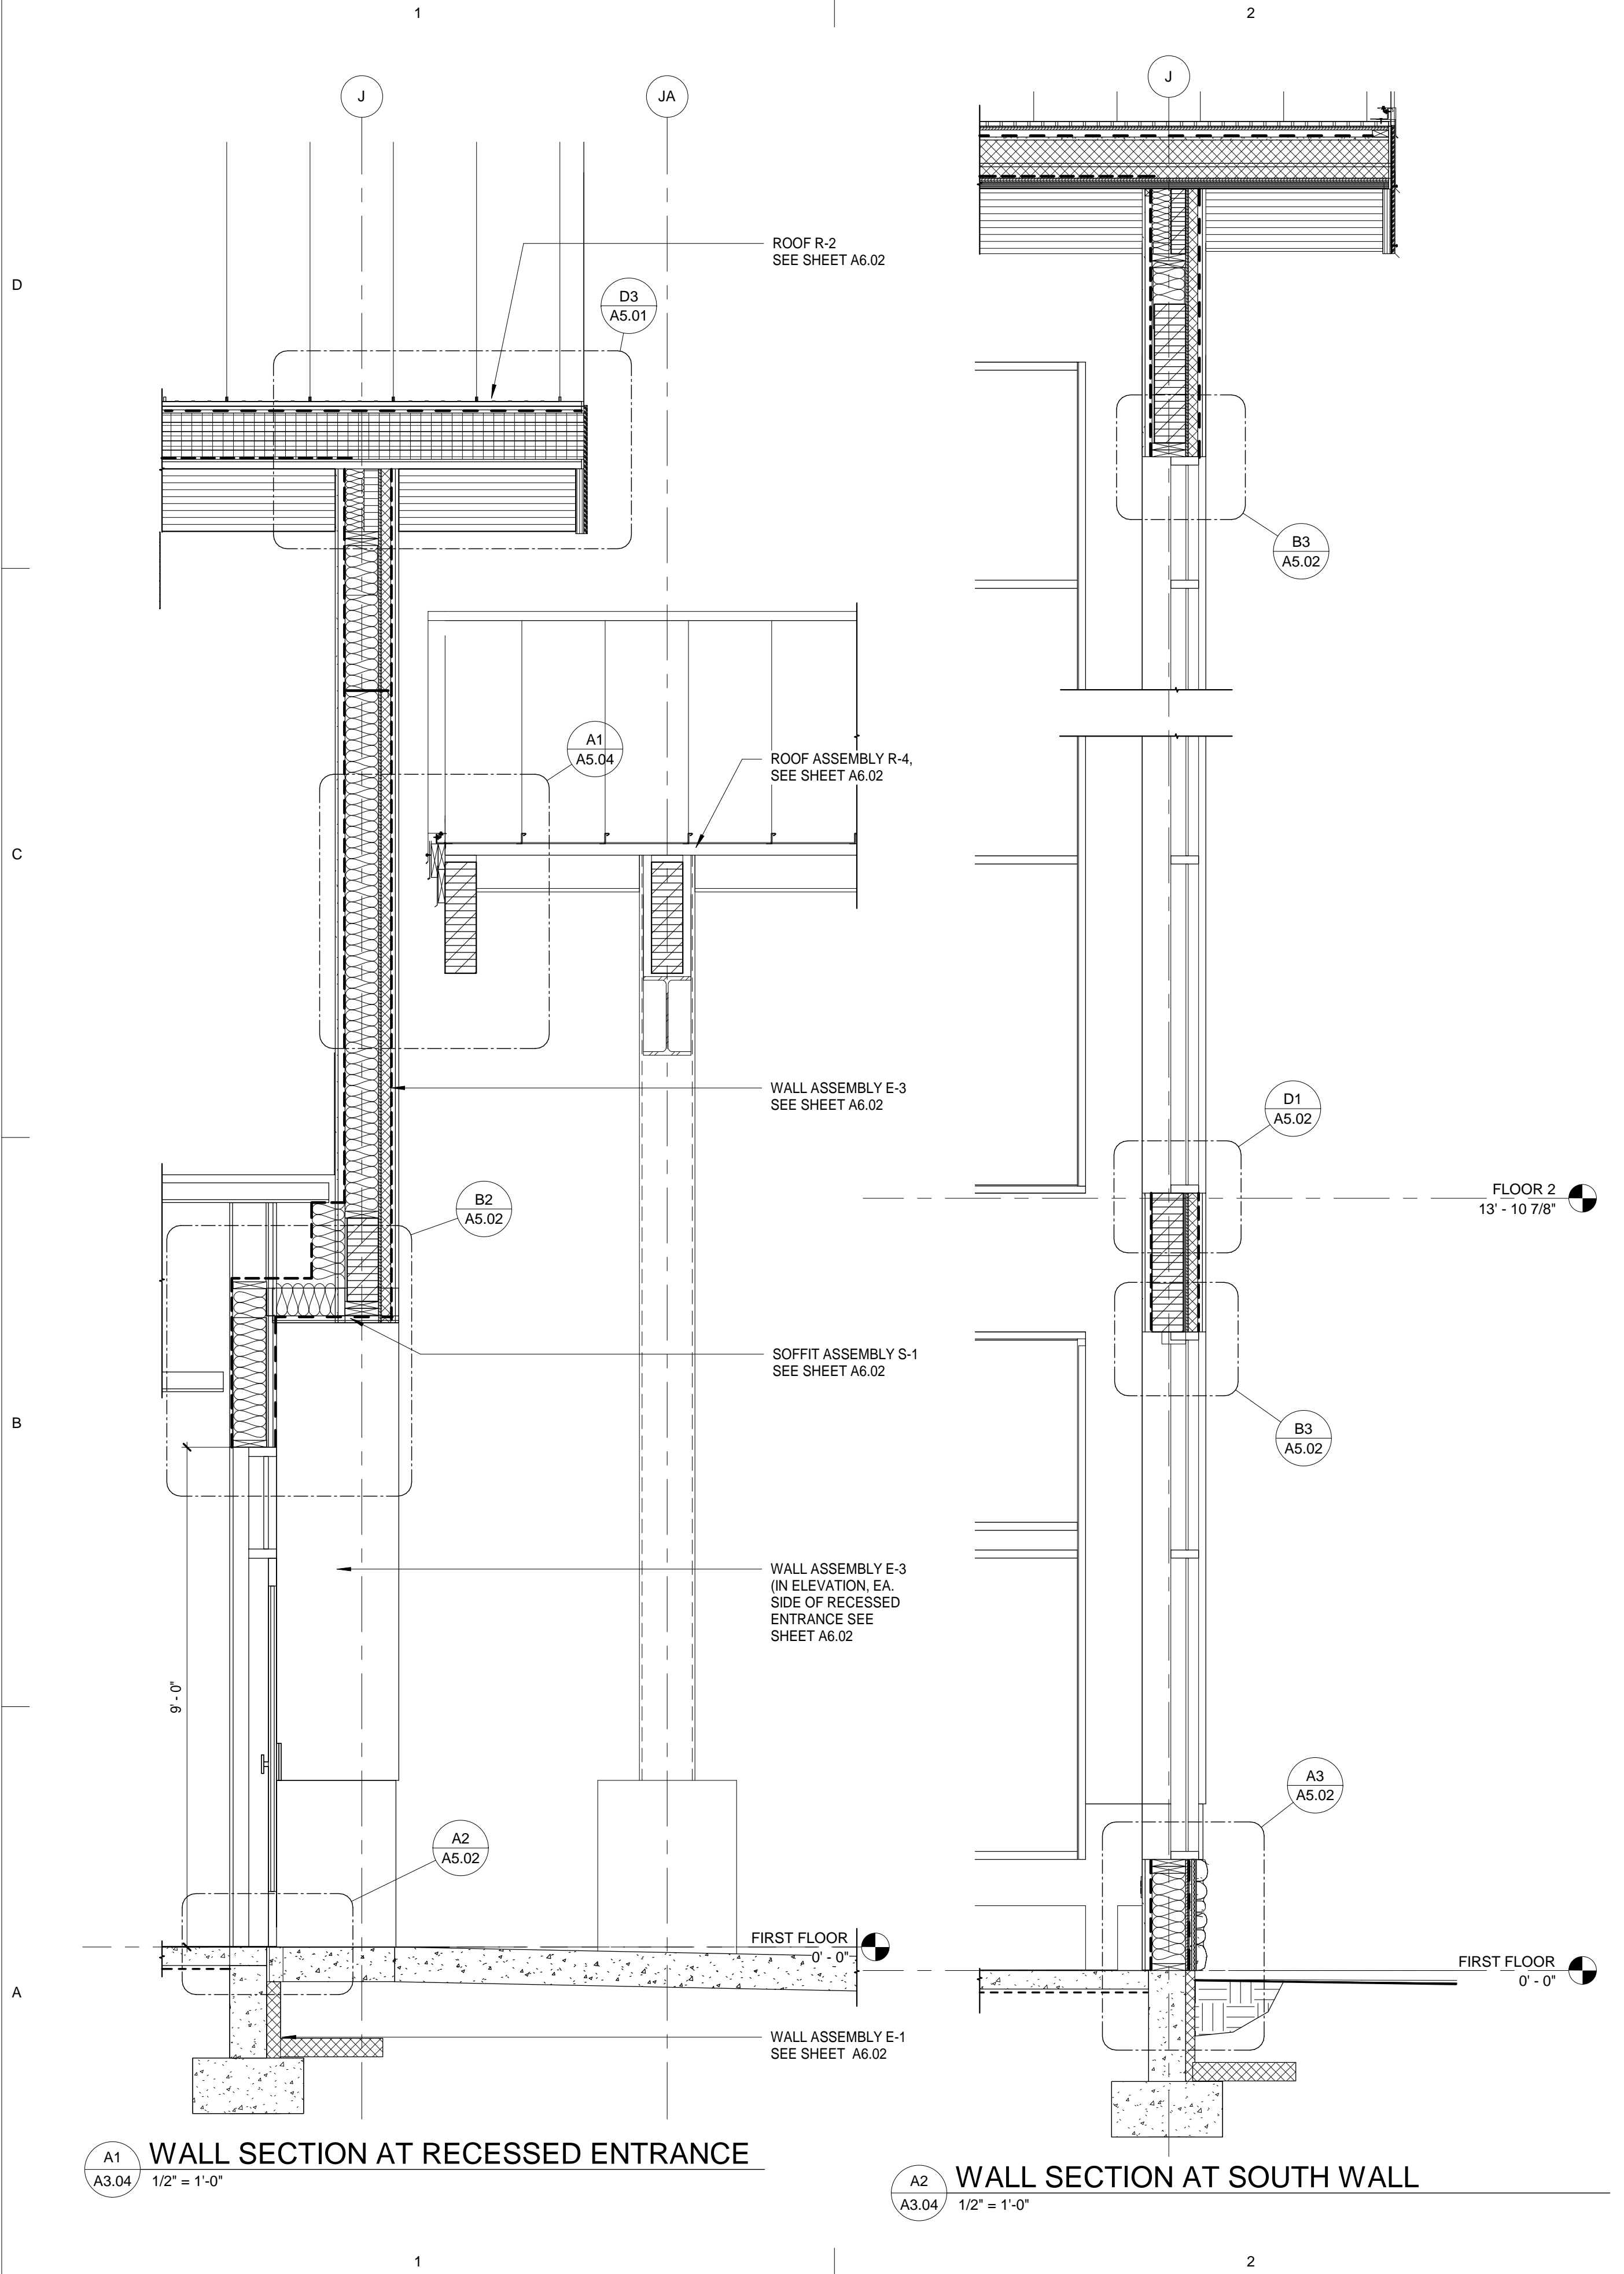 1
2
J
JA
J
D
ROOF R-2
SEE SHEET A6.02
D3
A5.01
B3
A5.02
A1
A5.04
ROOF ASSEMBLY R-4,
SEE SHEET A6.02
C
WALL ASSEMBLY E-3
SEE SHEET A6.02
D1
A5.02
B2
A5.02
FLOOR 2
13' - 10 7/8"
SOFFIT ASSEMBLY S-1
SEE SHEET A6.02
B
B3
A5.02
WALL ASSEMBLY E-3
(IN ELEVATION, EA.
SIDE OF RECESSED
ENTRANCE SEE
SHEET A6.02
9' - 0"
A3
A5.02
A2
A5.02
FIRST FLOOR
0' - 0"
FIRST FLOOR
0' - 0"
A
WALL ASSEMBLY E-1
SEE SHEET A6.02
A1
A3.04
WALL SECTION AT RECESSED ENTRANCE
1/2" = 1'-0"
A2
A3.04
WALL SECTION AT SOUTH WALL
1/2" = 1'-0"
1
2